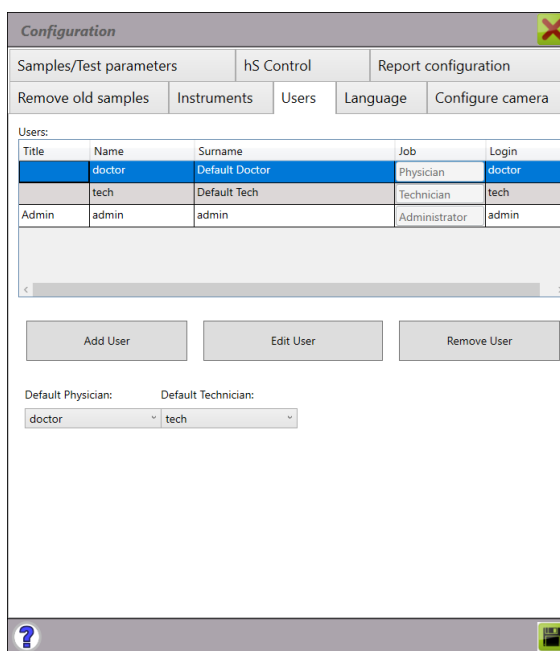 Configuration
Samples/Test parameters hS Control Report configuration
Remove old samples Instruments Users Language Configure camera
Users:
Title Name Surname Job Login
doctor Default Doctor Physician doctor
tech Default Tech Technician tech
Admin admin admin Administrator admin
Add User Edit User Remove User
Default Physician: Default Technician:
doctor tech
?